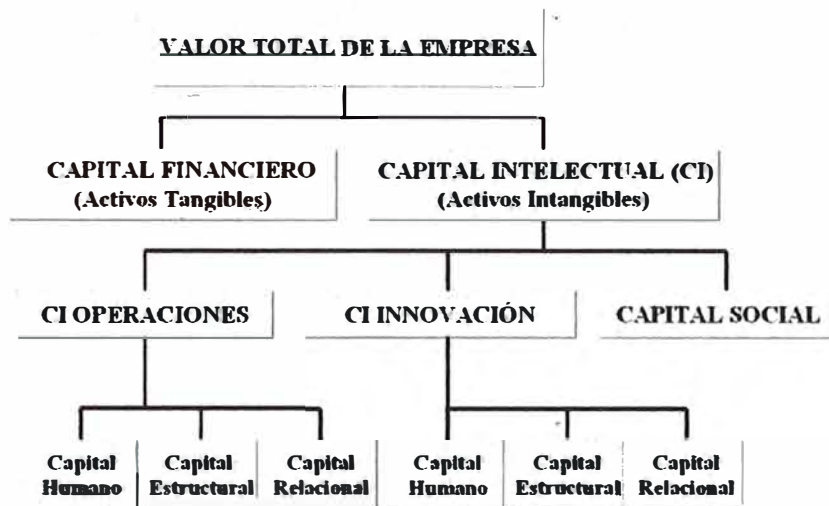 VALOR TOTAL DE LA EMPRESA
CAPITAL FINANCIERO
(Activos Tangibles)
CAPITAL INTELECTUAL (CI)
(Activos Intangibles)
CI OPERACIONES
CI INNOVACIÓN
CAPITAL SOCIAL
Capital
Humano
Capital
Estructural
Capital
Relacional
Capital
Humano
Capital
Estructural
Capital
Relacional